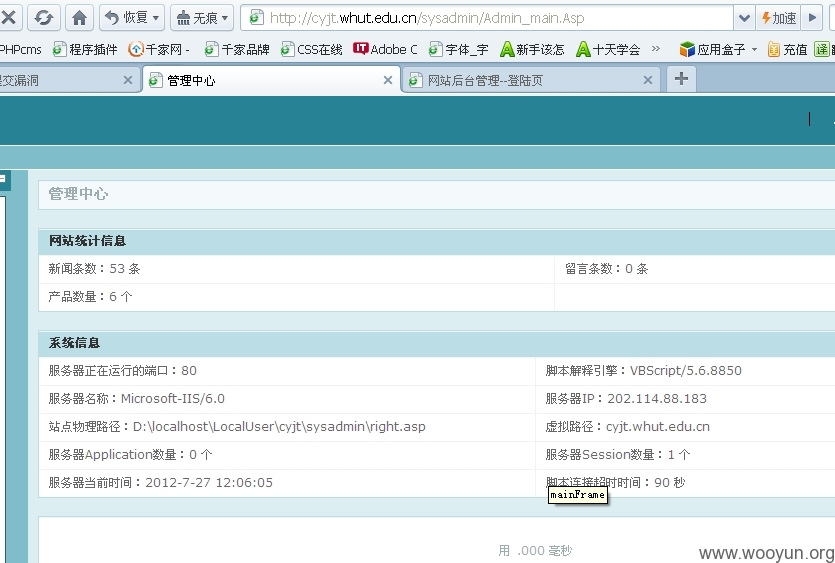 恢复 无痕 http://cyjt.whut.edu.cn/sysadmin/Admin_main.Asp 加速
PHPcms 程序插件 千家网- 千家品牌 CSS在线 Adobe C 字体_字 新手该怎 十天学会 » 应用盒子 充值 译
交漏洞 管理中心 网站后台管理--登陆页
管理中心
网站统计信息
新闻条数：53 条 留言条数：0 条
产品数量：6 个
系统信息
服务器正在运行的端口：80 脚本解释引擎：VBScript/5.6.8850
服务器名称：Microsoft-IIS/6.0 服务器IP：202.114.88.183
站点物理路径：D:\localhost\LocalUser\cyjt\sysadmin\right.asp 虚拟路径：cyjt.whut.edu.cn
服务器Application数量：0 个 服务器Session数量：1 个
服务器当前时间：2012-7-27 12:06:05 脚本连接超时时间：90 秒
mainFrame
用 .000 毫秒
www.wooyun.org